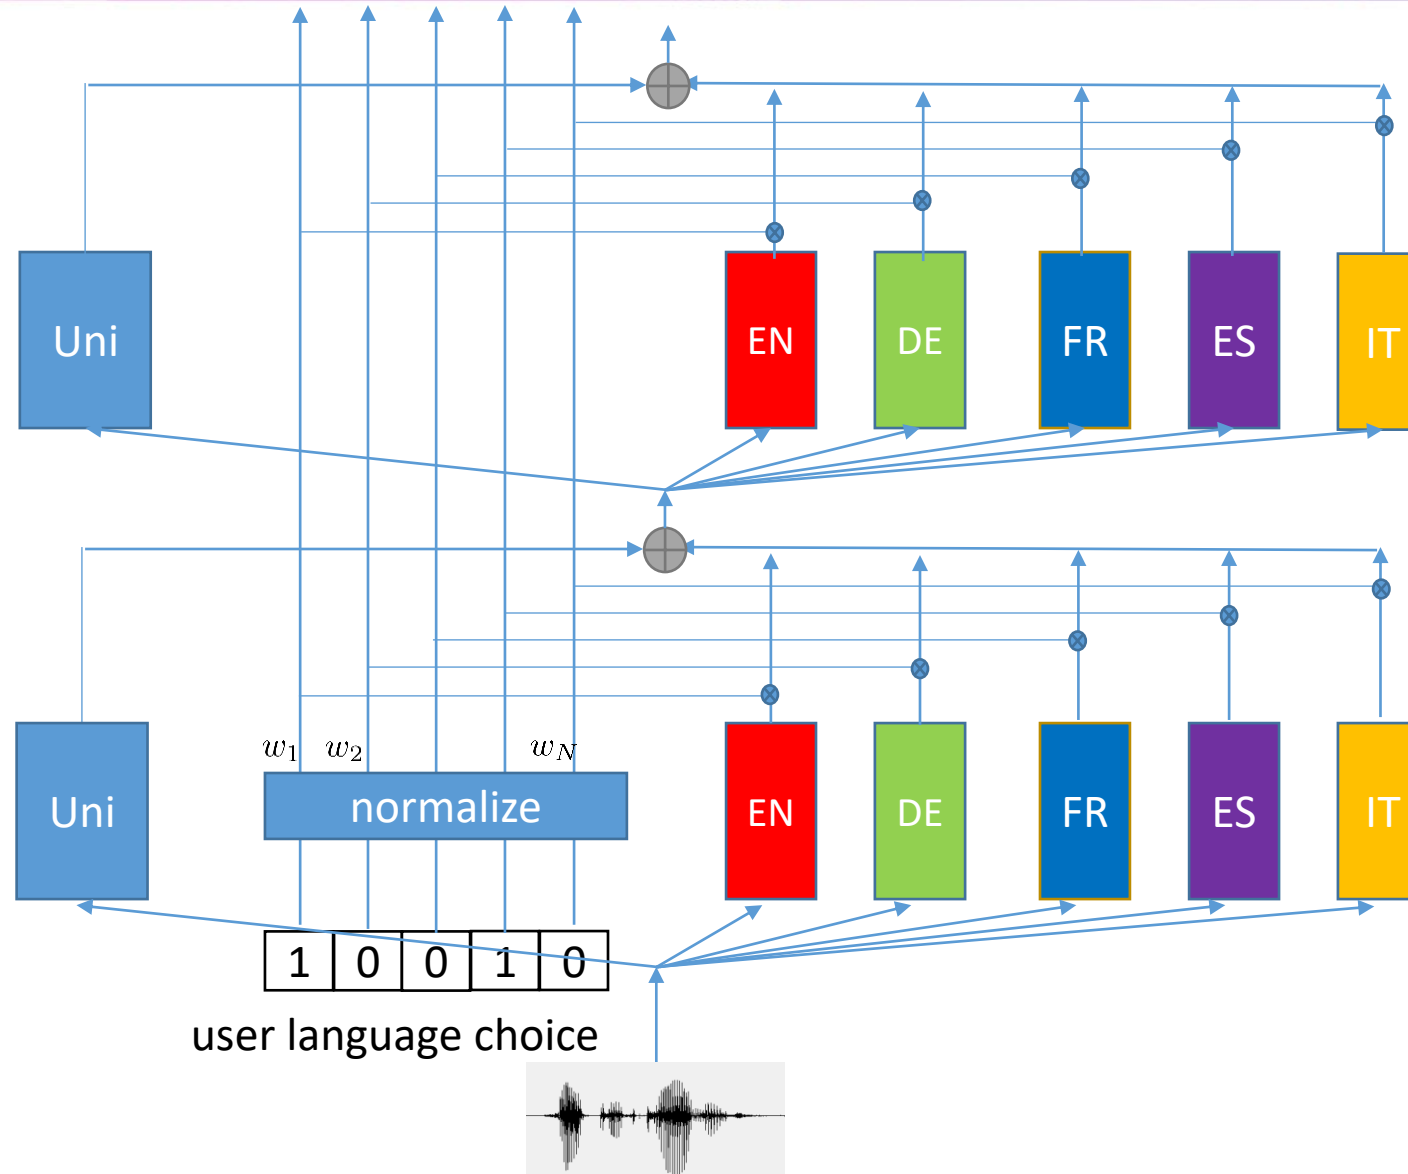 Uni EN DE FR ES IT
w₁ w₂ w_N
Uni normalize EN DE FR ES IT
1 0 0 1 0
user language choice